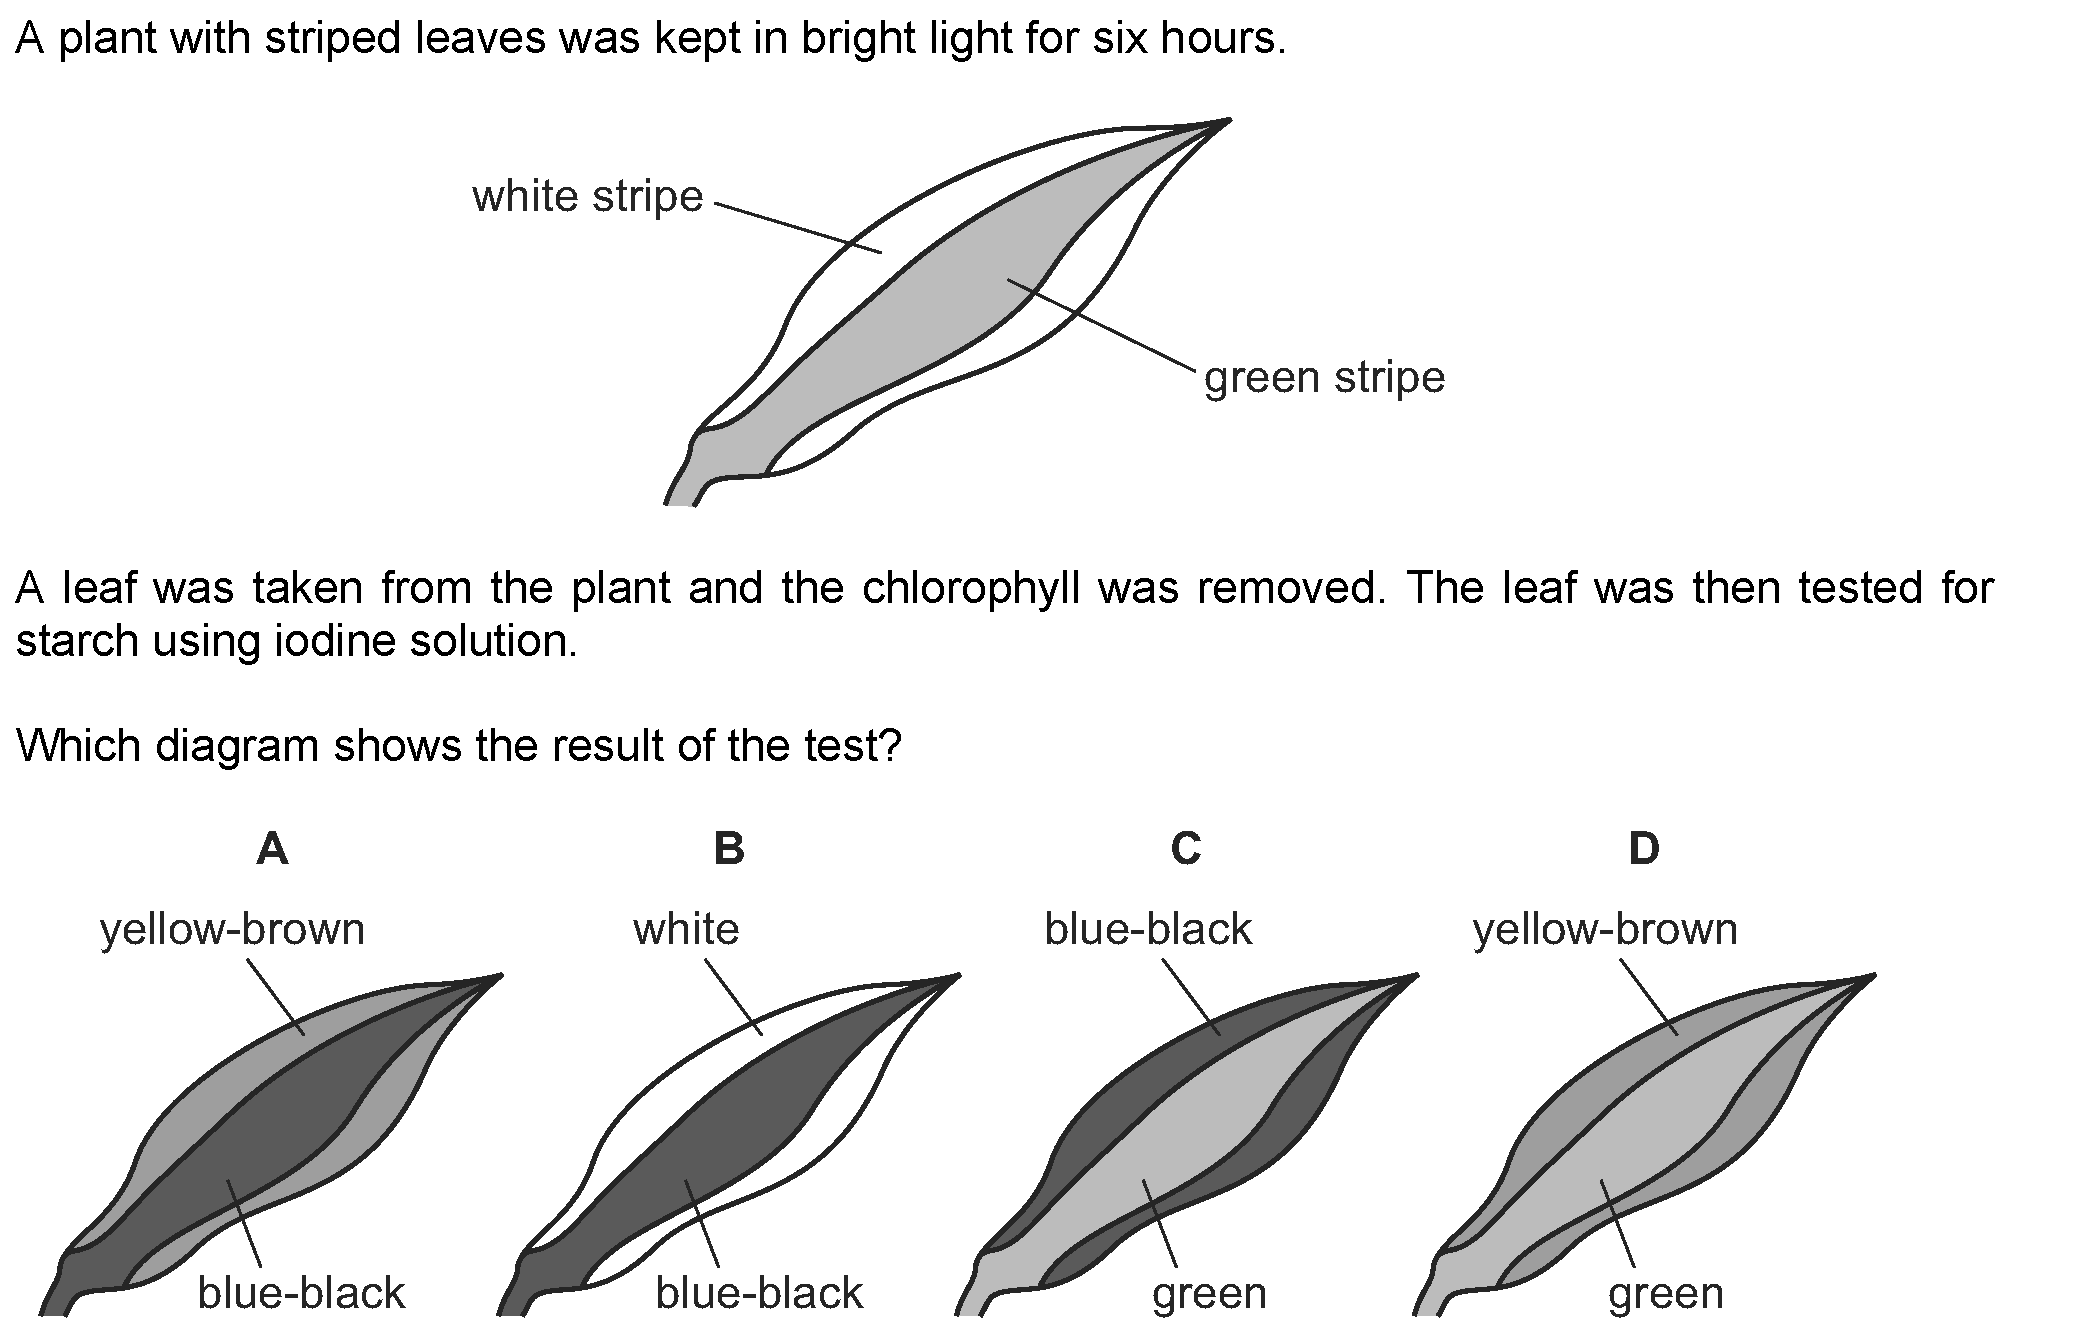 A plant with striped leaves was kept in bright light for six hours.
white stripe
green stripe
A leaf was taken from the plant and the chlorophyll was removed. The leaf was then tested for
starch using iodine solution.
Which diagram shows the result of the test?
A B C D
yellow-brown white blue-black yellow-brown
blue-black blue-black green green